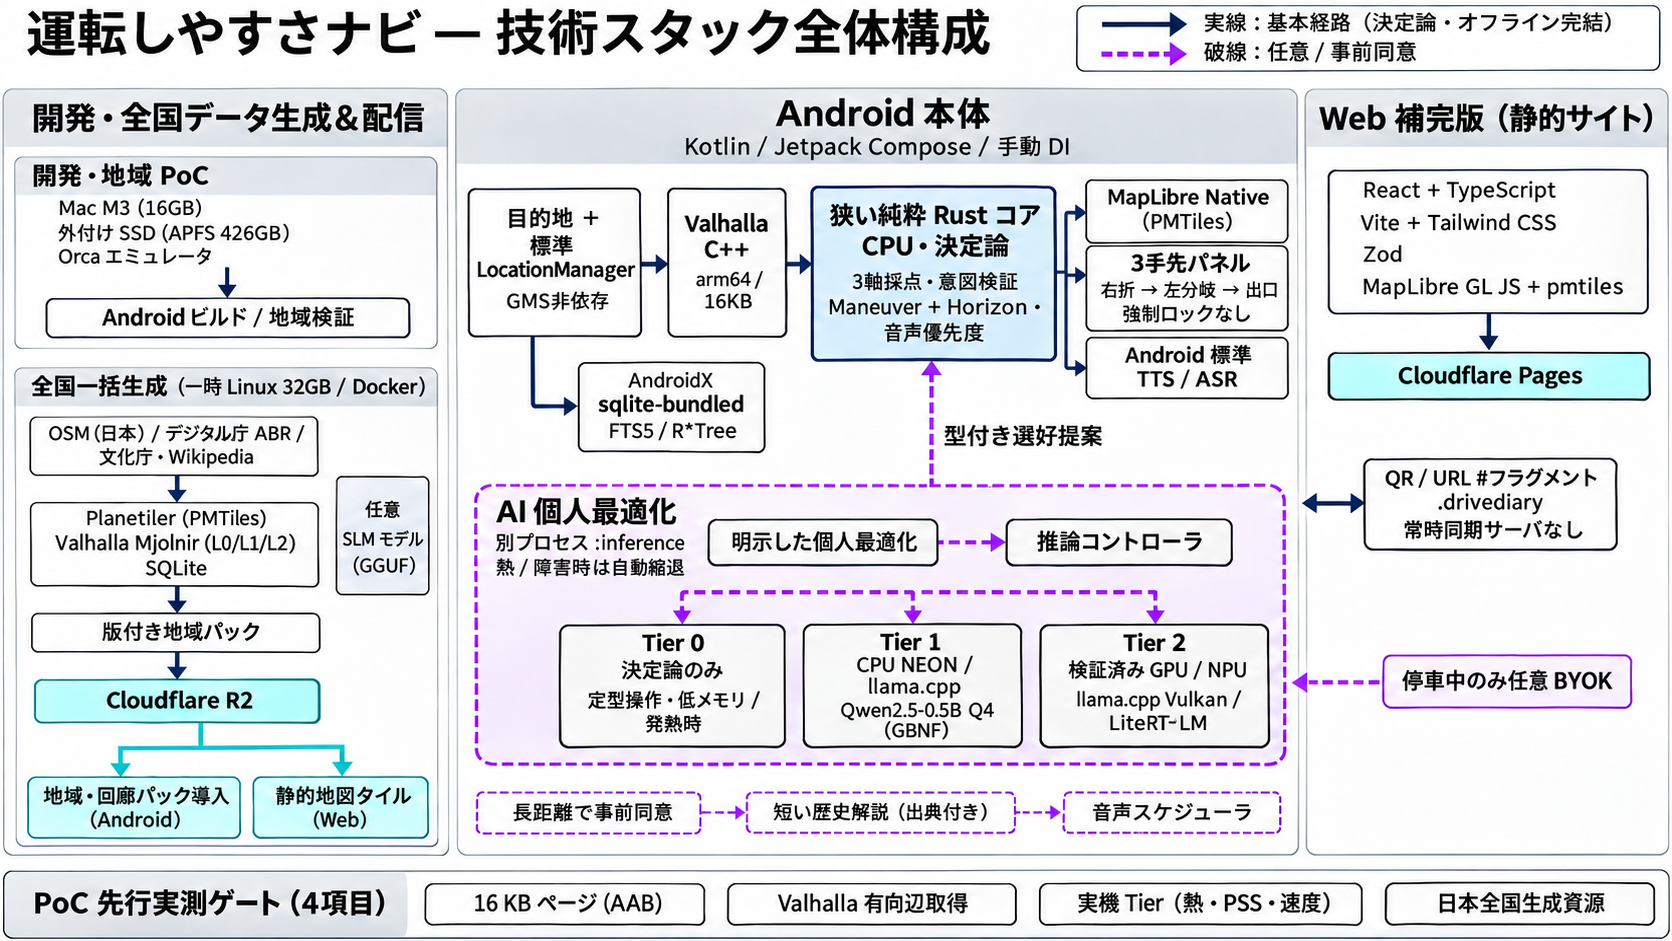 運転しやすさナビ — 技術スタック全体構成
実線：基本経路（決定論・オフライン完結）
破線：任意 / 事前同意
開発・全国データ生成＆配信
開発・地域 PoC
Mac M3（16GB）
外付け SSD（APFS 426GB）
Orca エミュレータ
Android ビルド / 地域検証
全国一括生成（一時 Linux 32GB / Docker）
OSM（日本）/ デジタル庁 ABR /
文化庁・Wikipedia
Planetiler (PMTiles)
Valhalla Mjolnir (L0/L1/L2)
SQLite
任意
SLM モデル
（GGUF）
版付き地域パック
Cloudflare R2
地域・回廊パック導入
（Android）
静的地図タイル
（Web）
Android 本体
Kotlin / Jetpack Compose / 手動 DI
目的地 ＋
標準
LocationManager
GMS非依存
Valhalla
C++
arm64 /
16KB
狭い純粋 Rust コア
CPU・決定論
3軸採点・意図検証
Maneuver + Horizon・
音声優先度
MapLibre Native
（PMTiles）
3手先パネル
右折 → 左分岐 → 出口
強制ロックなし
Android 標準
TTS / ASR
AndroidX
sqlite-bundled
FTS5 / R*Tree
型付き選好提案
AI 個人最適化
別プロセス :inference
熱 / 障害時は自動縮退
明示した個人最適化
推論コントローラ
Tier 0
決定論のみ
定型操作・低メモリ /
発熱時
Tier 1
CPU NEON /
llama.cpp
Qwen2.5-0.5B Q4
（GBNF）
Tier 2
検証済み GPU / NPU
llama.cpp Vulkan /
LiteRT-LM
長距離で事前同意
短い歴史解説（出典付き）
音声スケジューラ
Web 補完版（静的サイト）
React + TypeScript
Vite + Tailwind CSS
Zod
MapLibre GL JS + pmtiles
Cloudflare Pages
QR / URL #フラグメント
.drivediary
常時同期サーバなし
停車中のみ任意 BYOK
PoC 先行実測ゲート（4項目）
16 KB ページ（AAB）
Valhalla 有向辺取得
実機 Tier（熱・PSS・速度）
日本全国生成資源